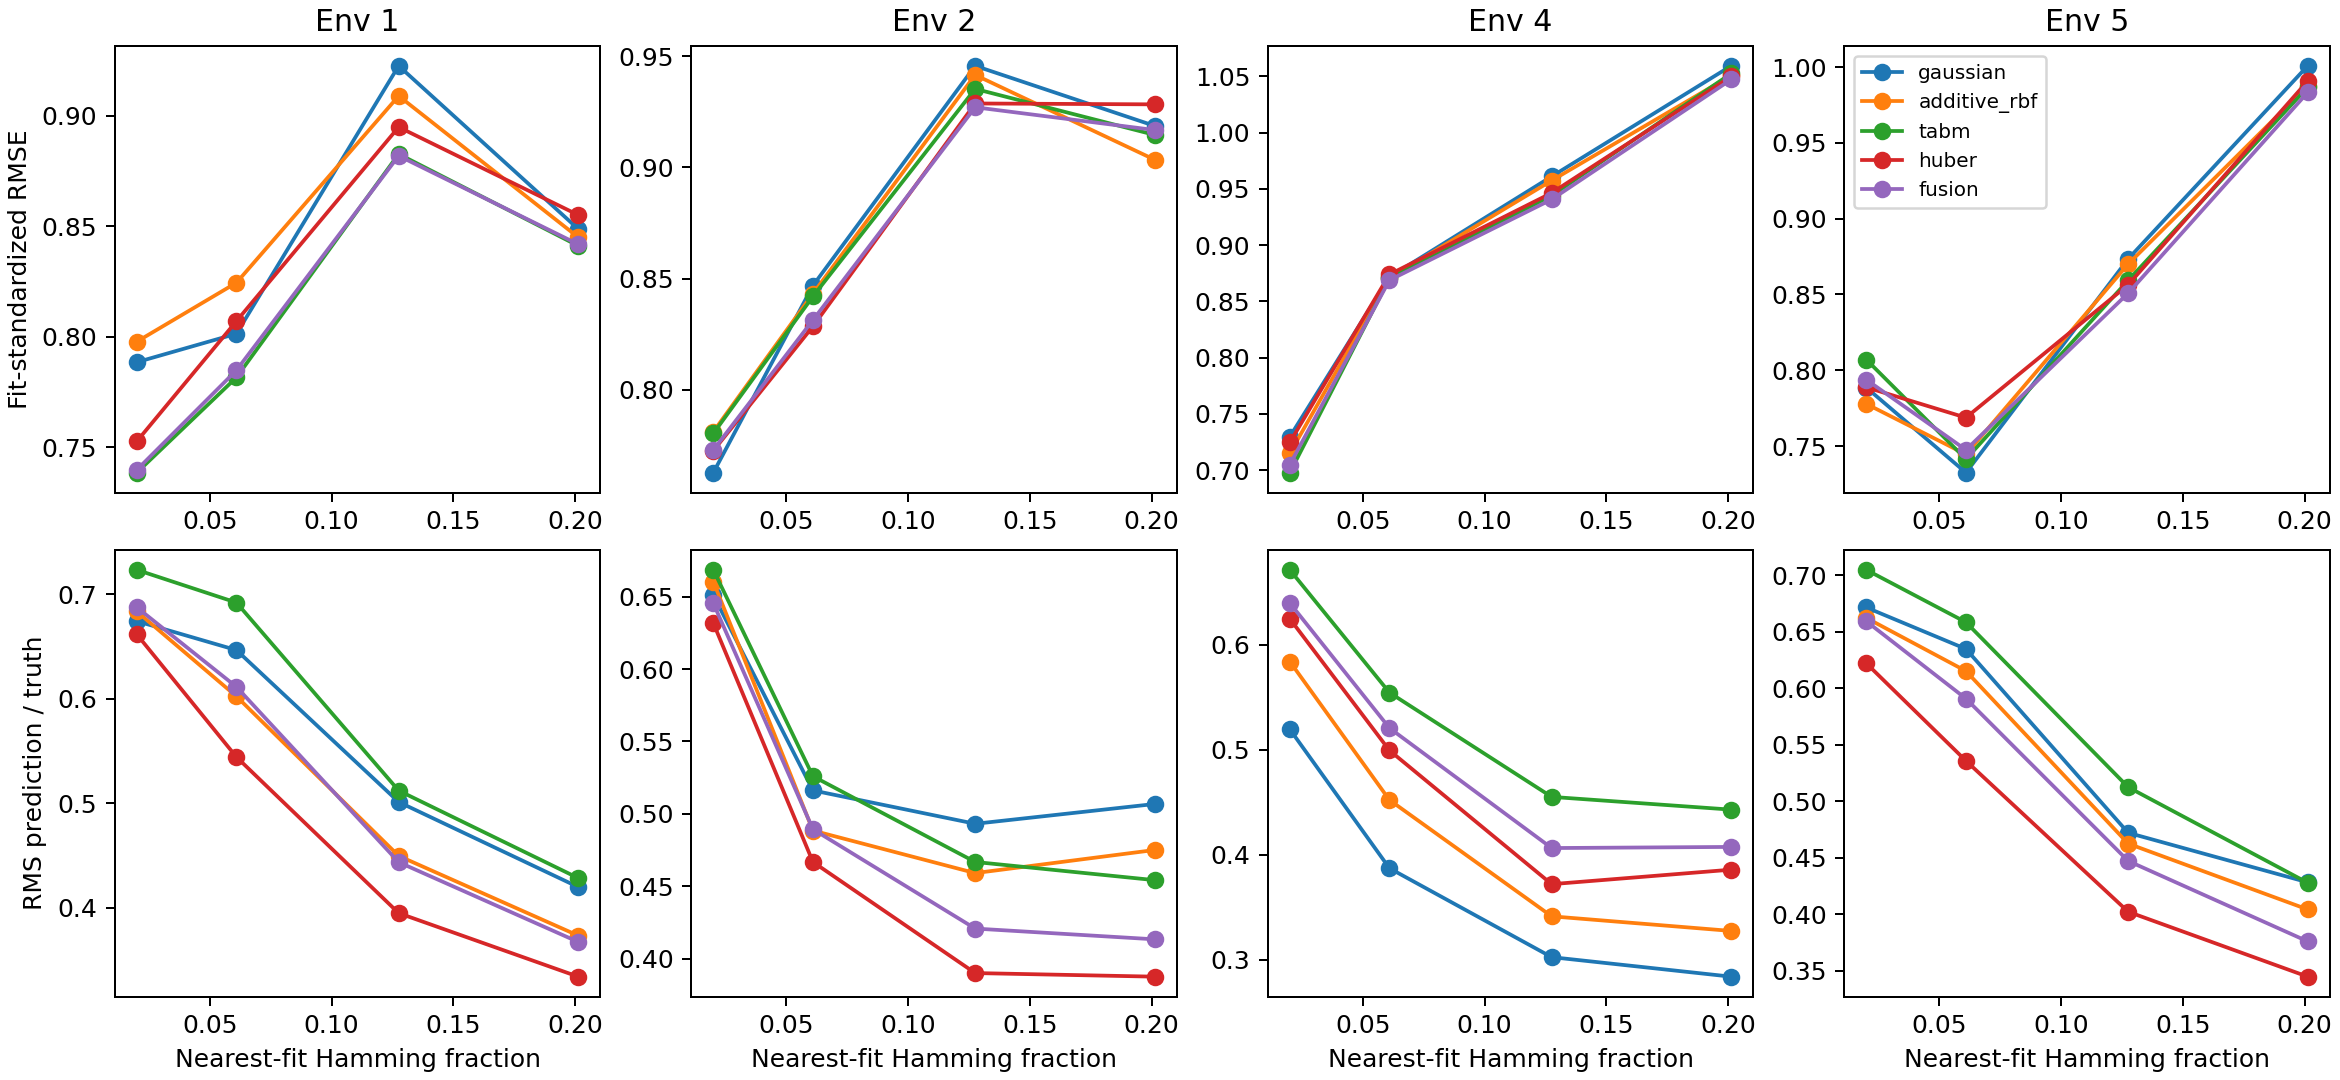 Env 1
Env 2
Env 4
Env 5
Fit-standardized RMSE
0.90
0.85
0.80
0.75
0.05 0.10 0.15 0.20
0.95
0.90
0.85
0.80
0.05 0.10 0.15 0.20
1.05
1.00
0.95
0.90
0.85
0.80
0.75
0.70
0.05 0.10 0.15 0.20
1.00
0.95
0.90
0.85
0.80
0.75
0.05 0.10 0.15 0.20
gaussian
additive_rbf
tabm
huber
fusion
RMS prediction / truth
0.7
0.6
0.5
0.4
0.05 0.10 0.15 0.20
Nearest-fit Hamming fraction
0.65
0.60
0.55
0.50
0.45
0.40
0.05 0.10 0.15 0.20
Nearest-fit Hamming fraction
0.6
0.5
0.4
0.3
0.05 0.10 0.15 0.20
Nearest-fit Hamming fraction
0.70
0.65
0.60
0.55
0.50
0.45
0.40
0.35
0.05 0.10 0.15 0.20
Nearest-fit Hamming fraction